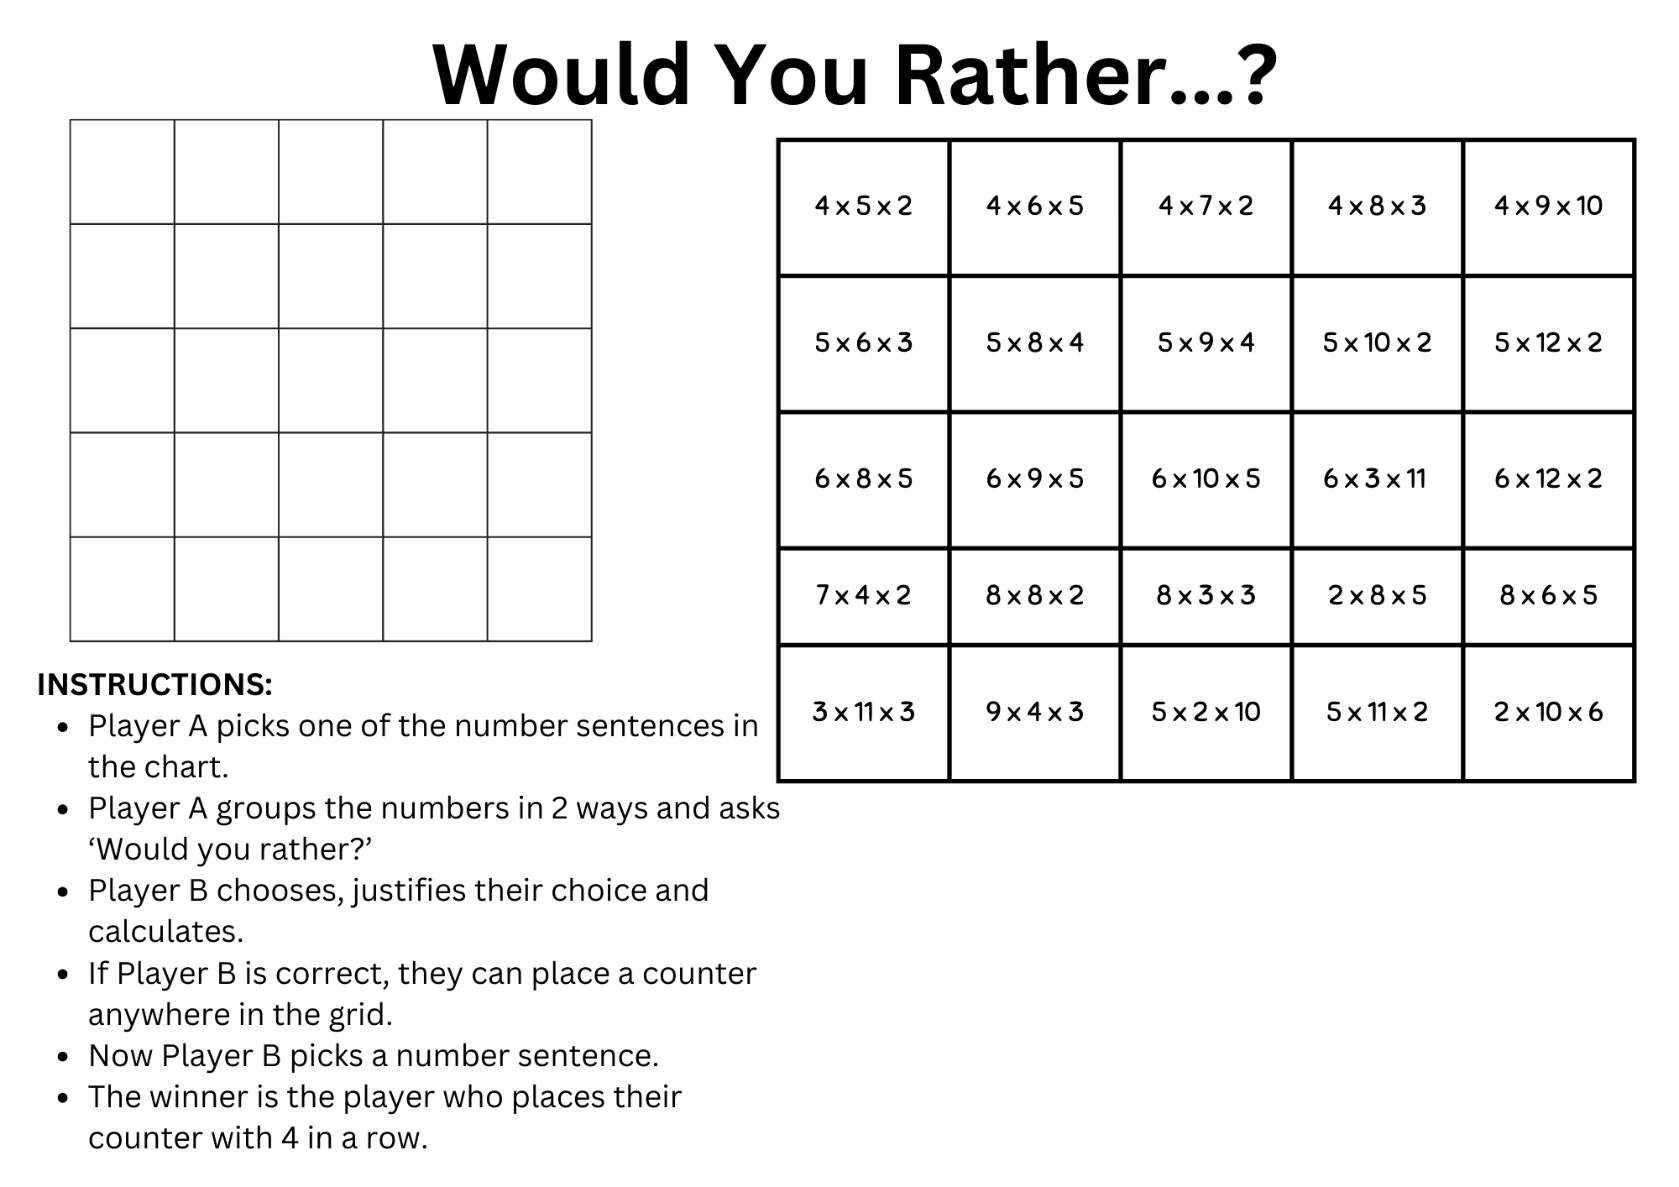 Would You Rather...?
4 x 5 x 2 4 x 6 x 5 4 x 7 x 2 4 x 8 x 3 4 x 9 x 10
5 x 6 x 3 5 x 8 x 4 5 x 9 x 4 5 x 10 x 2 5 x 12 x 2
6 x 8 x 5 6 x 9 x 5 6 x 10 x 5 6 x 3 x 11 6 x 12 x 2
7 x 4 x 2 8 x 8 x 2 8 x 3 x 3 2 x 8 x 5 8 x 6 x 5
3 x 11 x 3 9 x 4 x 3 5 x 2 x 10 5 x 11 x 2 2 x 10 x 6
INSTRUCTIONS:
• Player A picks one of the number sentences in
the chart.
• Player A groups the numbers in 2 ways and asks
‘Would you rather?’
• Player B chooses, justifies their choice and
calculates.
• If Player B is correct, they can place a counter
anywhere in the grid.
• Now Player B picks a number sentence.
• The winner is the player who places their
counter with 4 in a row.